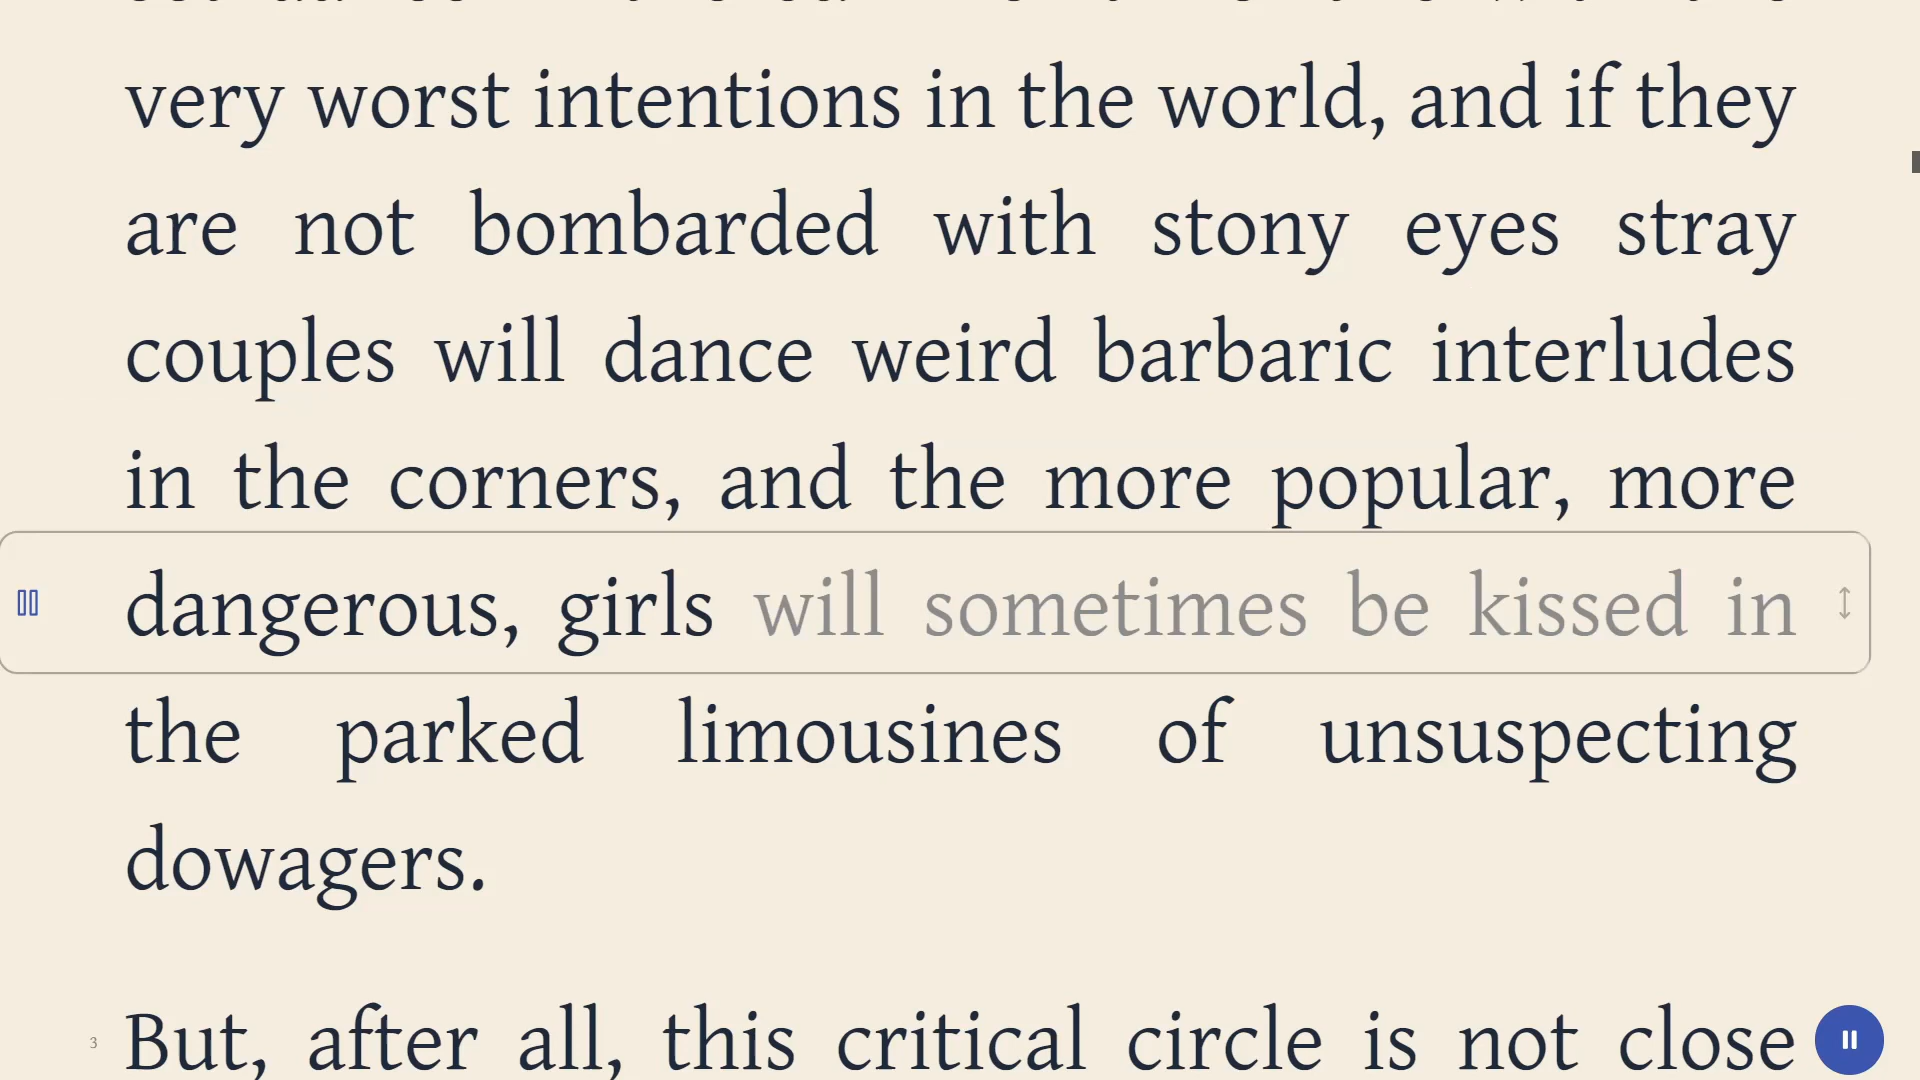 very worst intentions in the world, and if they
are not bombarded with stony eyes stray
couples will dance weird barbaric interludes
in the corners, and the more popular, more
dangerous, girls will sometimes be kissed in
the parked limousines of unsuspecting
dowagers.
3 But, after all, this critical circle is not close